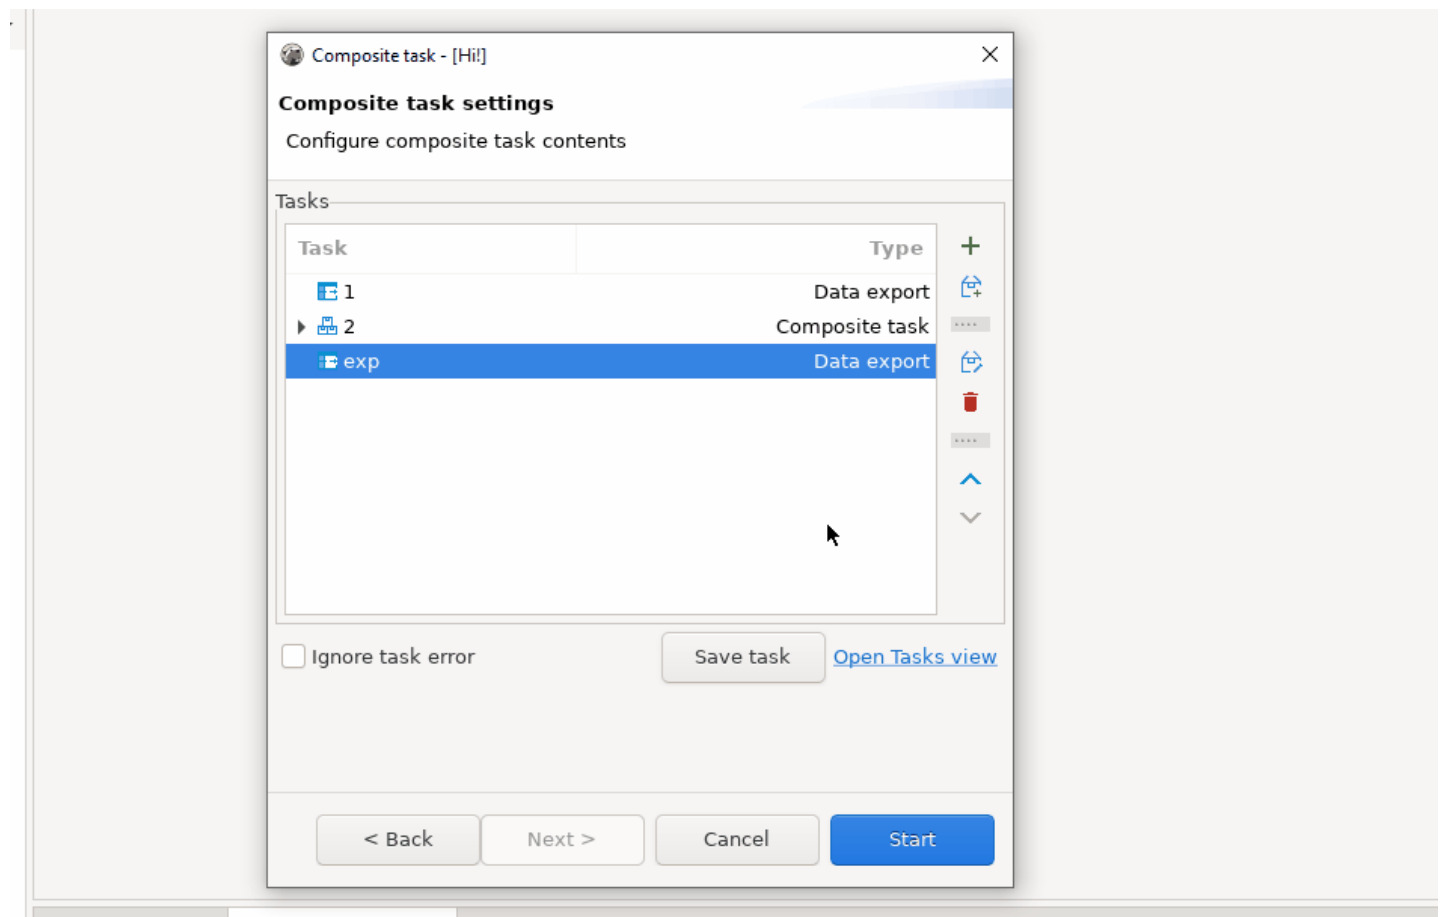 Composite task - [Hi!]
Composite task settings
Configure composite task contents
Tasks
Task Type
1 Data export
2 Composite task
exp Data export
Ignore task error Save task Open Tasks view
< Back Next > Cancel Start